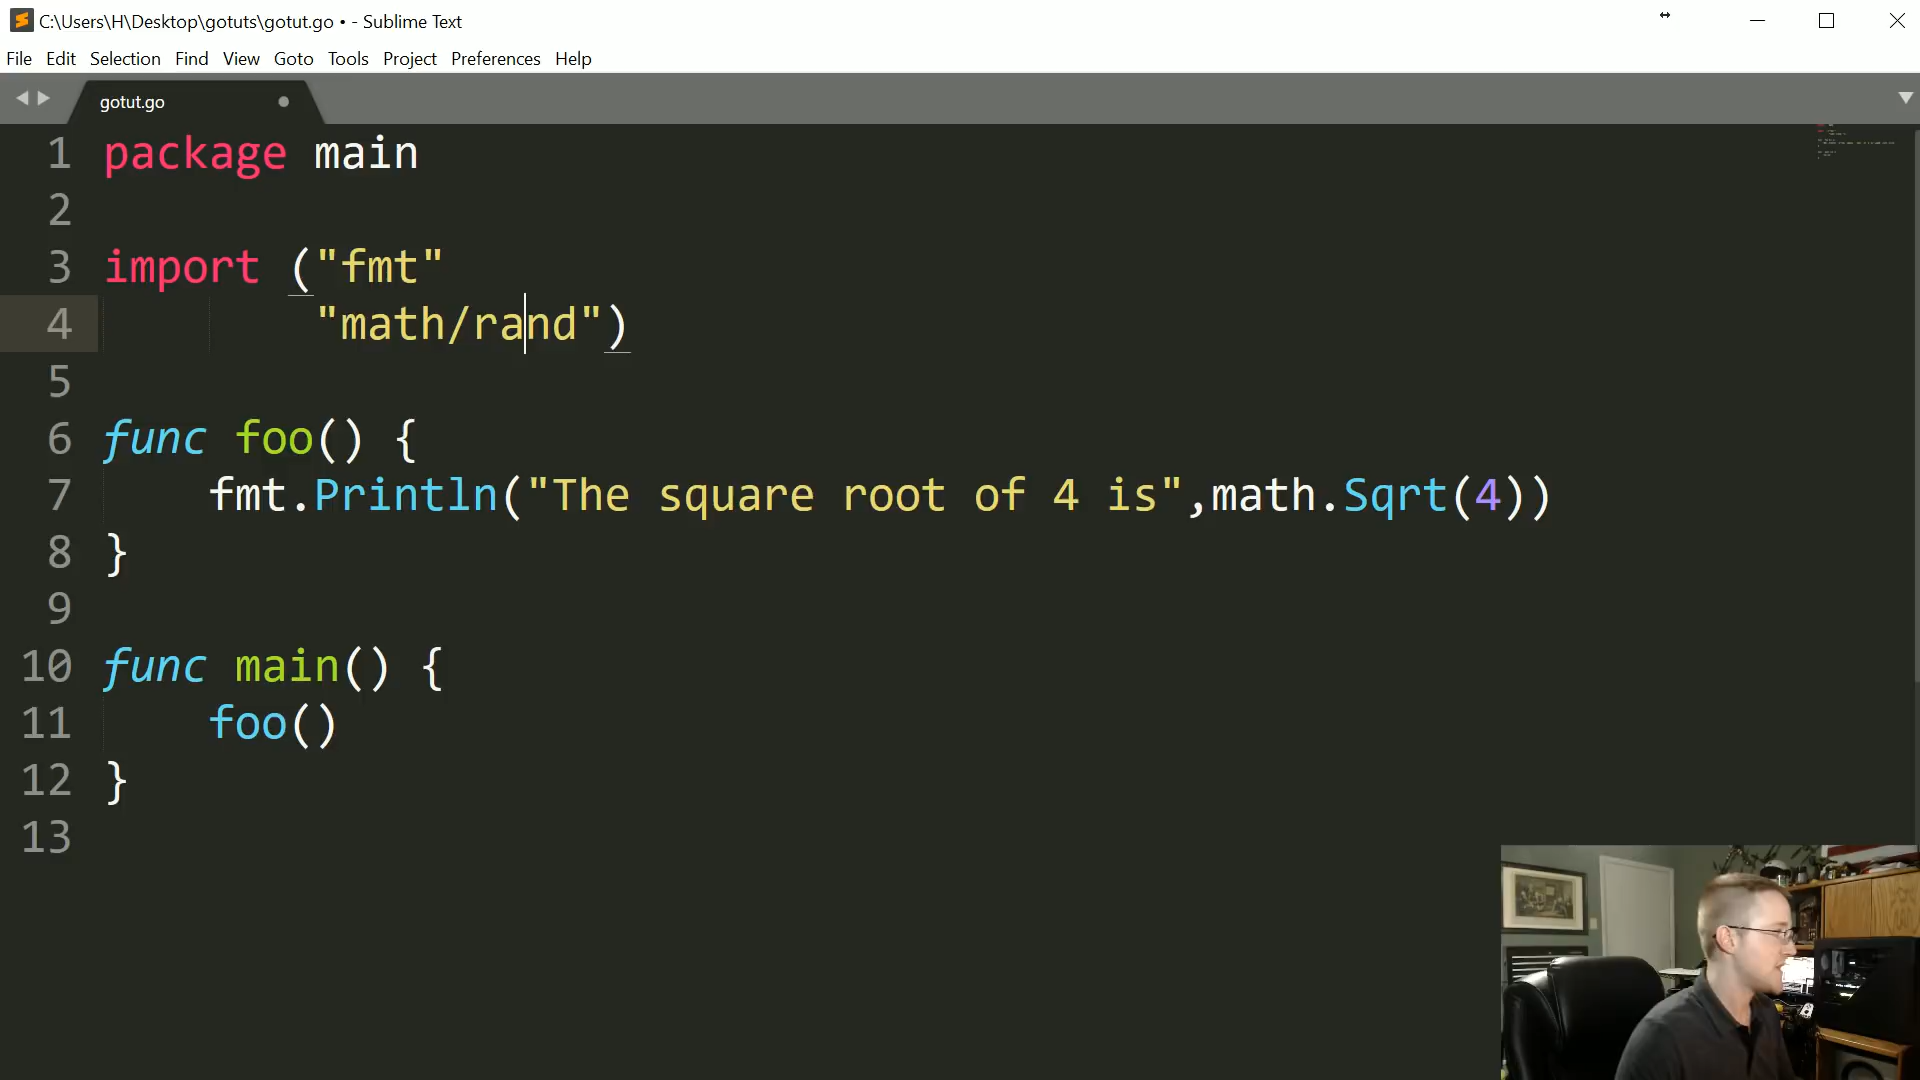 C:\Users\H\Desktop\gotuts\gotut.go • - Sublime Text
File Edit Selection Find View Goto Tools Project Preferences Help
gotut.go
1 package main
2
3 import ("fmt"
4 "math/rand")
5
6 func foo() {
7 fmt.Println("The square root of 4 is",math.Sqrt(4))
8 }
9
10 func main() {
11 foo()
12 }
13